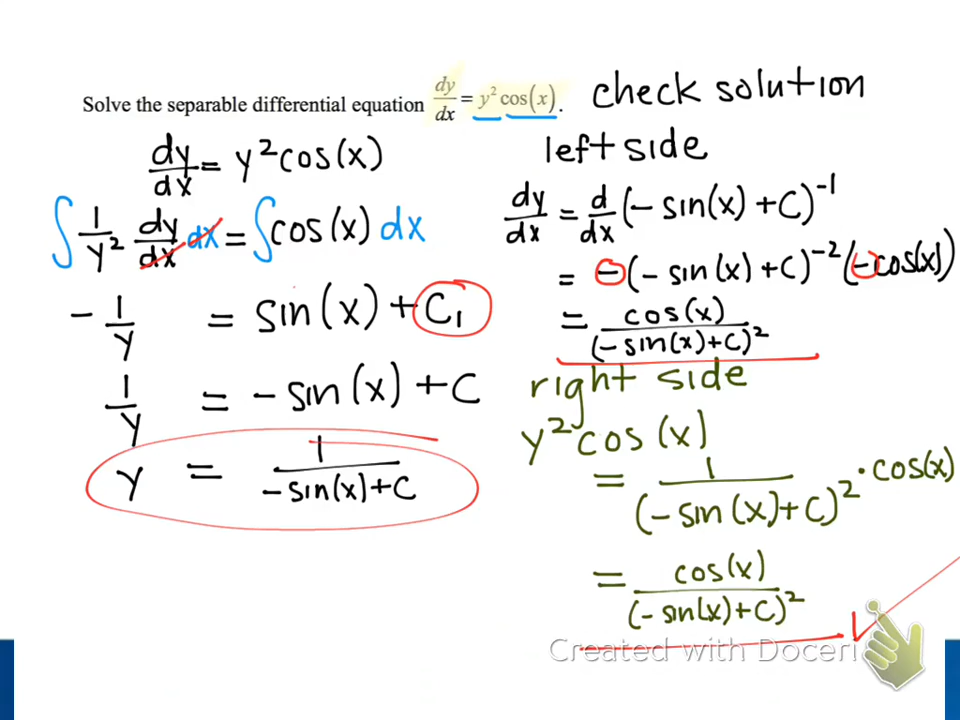 Solve the separable differential equation dy/dx = y² cos(x).
dy/dx = y² cos(x)
∫ 1/y² dy/dx dx = ∫ cos(x) dx
- 1/y = sin(x) + C₁
1/y = - sin(x) + C
y = 1/(- sin(x) + C)
check solution
left side
dy/dx = d/dx (- sin(x) + C)⁻¹
= - (- sin(x) + C)⁻² (- cos(x))
= cos(x)/(- sin(x) + C)²
right side
y² cos(x)
= 1/(- sin(x) + C)² · cos(x)
= cos(x)/(- sin(x) + C)²
Created with Doceri